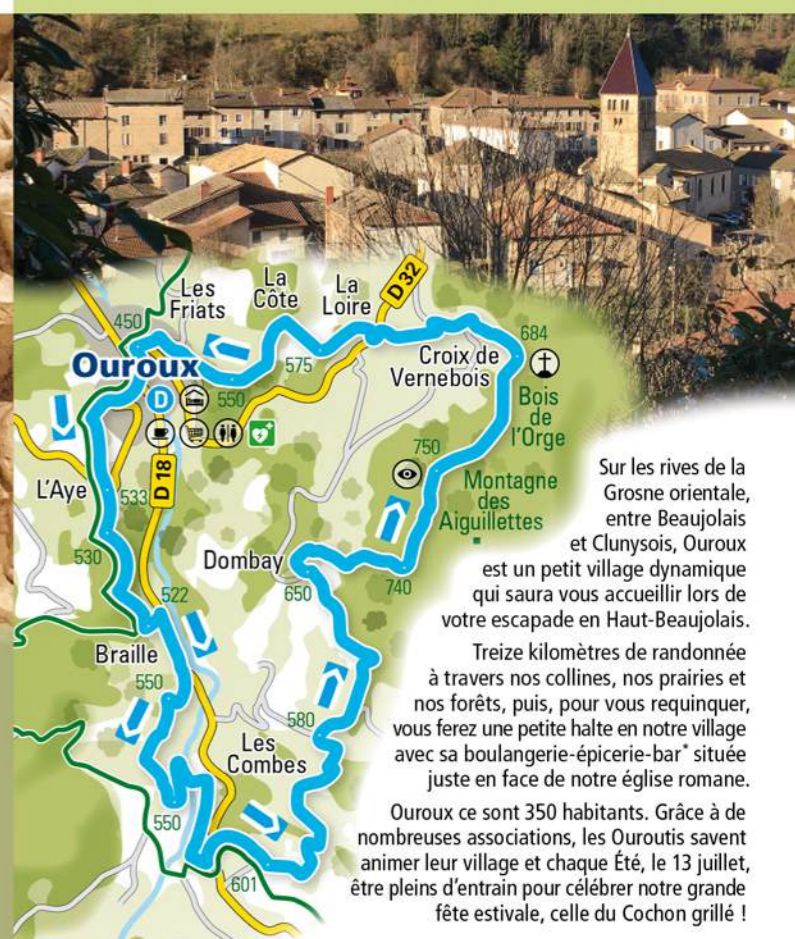 450
Les
Friats
La
Côte
La
Loire
D 32
684
575
Croix de
Vernebois
Ouroux
D
550
Bois
de
l'Orge
750
L'Aye
533
D 18
Montagne
des
Aiguillettes
530
Dombay
740
650
522
Braille
550
580
Les
Combes
550
601
Sur les rives de la
Grosne orientale,
entre Beaujolais
et Clunysois, Ouroux
est un petit village dynamique
qui saura vous accueillir lors de
votre escapade en Haut-Beaujolais.
Treize kilomètres de randonnée
à travers nos collines, nos prairies et
nos forêts, puis, pour vous requinquer,
vous ferez une petite halte en notre village
avec sa boulangerie-épicerie-bar* située
juste en face de notre église romane.
Ouroux ce sont 350 habitants. Grâce à de
nombreuses associations, les Ouroutis savent
animer leur village et chaque Été, le 13 juillet,
être pleins d'entrain pour célébrer notre grande
fête estivale, celle du Cochon grillé !